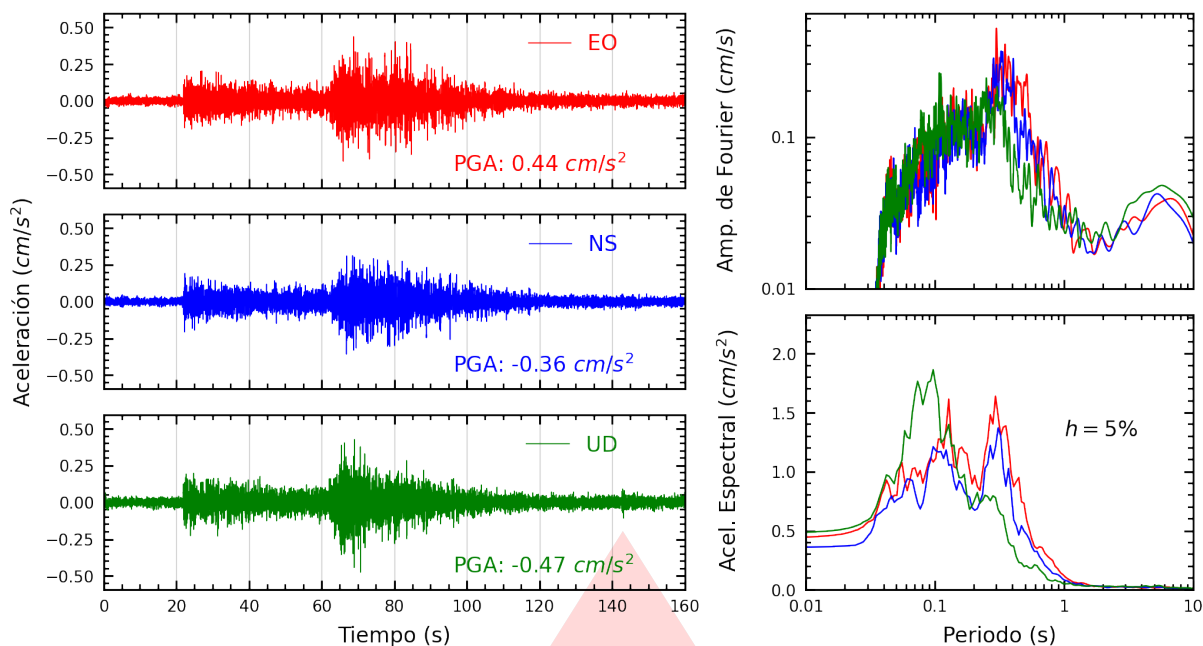 Aceleración (cm/s²)
0.50
0.25
0.00
−0.25
−0.50
EO
PGA: 0.44 cm/s²
0.50
0.25
0.00
−0.25
−0.50
NS
PGA: -0.36 cm/s²
0.50
0.25
0.00
−0.25
−0.50
UD
PGA: -0.47 cm/s²
0 20 40 60 80 100 120 140 160
Tiempo (s)
Amp. de Fourier (cm/s)
0.1
0.01
Acel. Espectral (cm/s²)
2.0
1.5
1.0
0.5
0.0
h = 5%
0.01 0.1 1 10
Periodo (s)